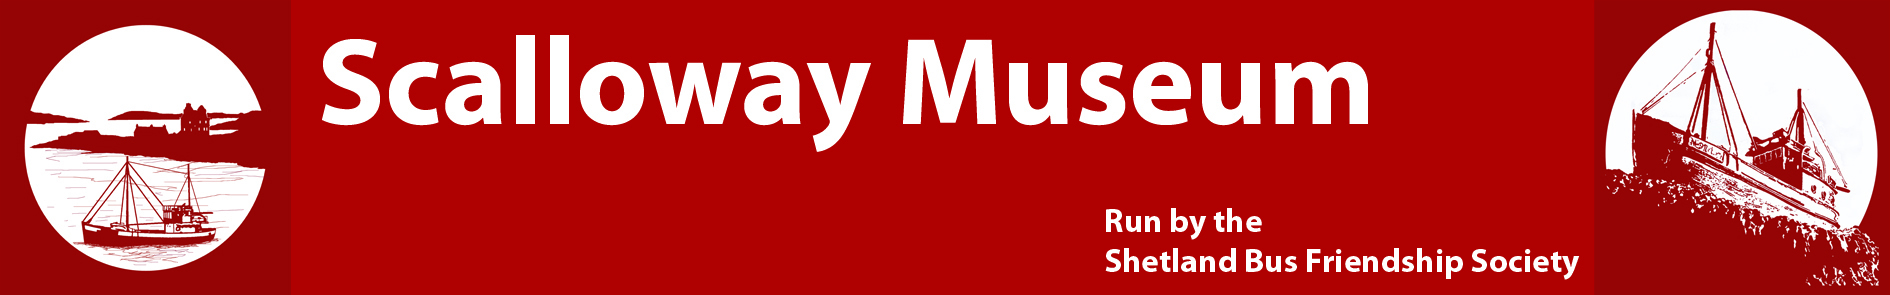 Scalloway Museum
Run by the
Shetland Bus Friendship Society